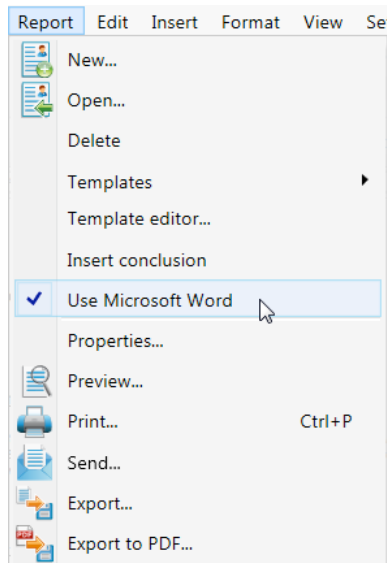 Report Edit Insert Format View
New...
Open...
Delete
Templates
Template editor...
Insert conclusion
Use Microsoft Word
Properties...
Preview...
Print... Ctrl+P
Send...
Export...
PDF
Export to PDF...